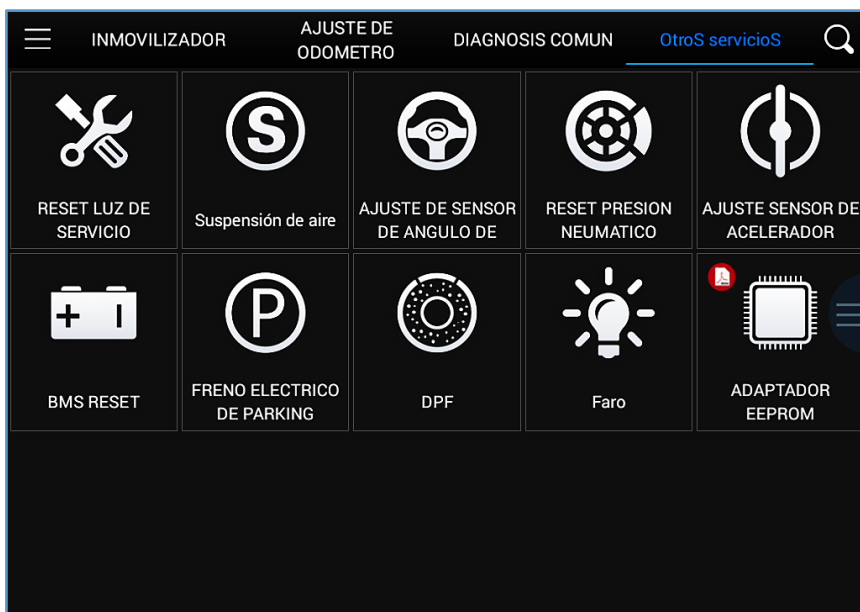 INMOVILIZADOR
AJUSTE DE
ODOMETRO
DIAGNOSIS COMUN
OtroS servicioS
S
RESET LUZ DE
SERVICIO
Suspensión de aire
AJUSTE DE SENSOR
DE ANGULO DE
RESET PRESION
NEUMATICO
AJUSTE SENSOR DE
ACELERADOR
P
BMS RESET
FRENO ELECTRICO
DE PARKING
DPF
Faro
ADAPTADOR
EEPROM